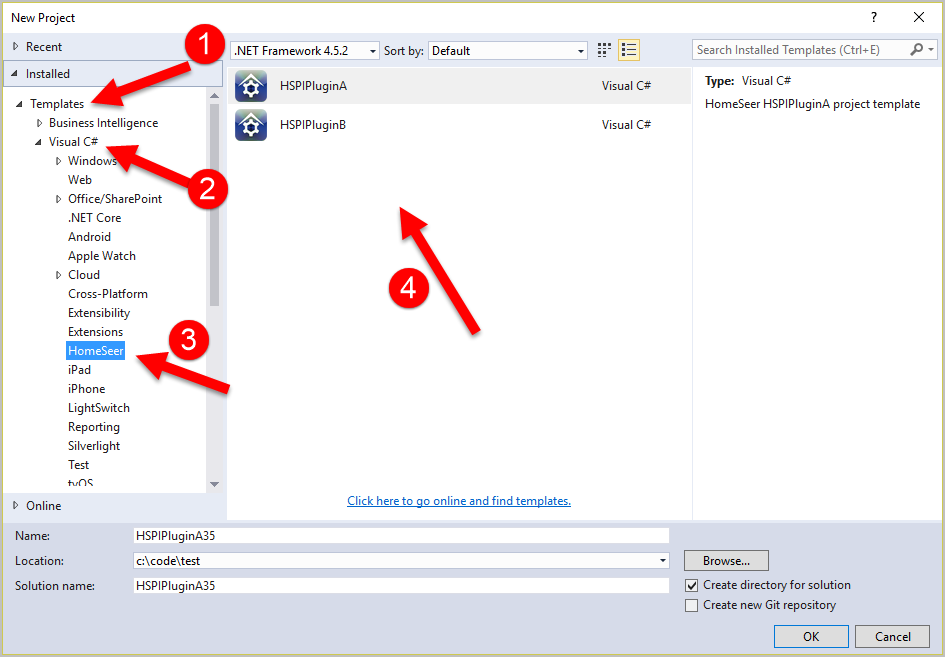 New Project
?
Recent
Installed
Templates
Business Intelligence
Visual C#
Windows
Web
Office/SharePoint
.NET Core
Android
Apple Watch
Cloud
Cross-Platform
Extensibility
Extensions
HomeSeer
iPad
iPhone
LightSwitch
Reporting
Silverlight
Test
tvOS
Online
1
2
3
4
.NET Framework 4.5.2
Sort by:
Default
HSPIPluginA
Visual C#
HSPIPluginB
Visual C#
Click here to go online and find templates.
Search Installed Templates (Ctrl+E)
Type: Visual C#
HomeSeer HSPIPluginA project template
Name:
HSPIPluginA35
Location:
c:\code\test
Browse...
Solution name:
HSPIPluginA35
Create directory for solution
Create new Git repository
OK
Cancel